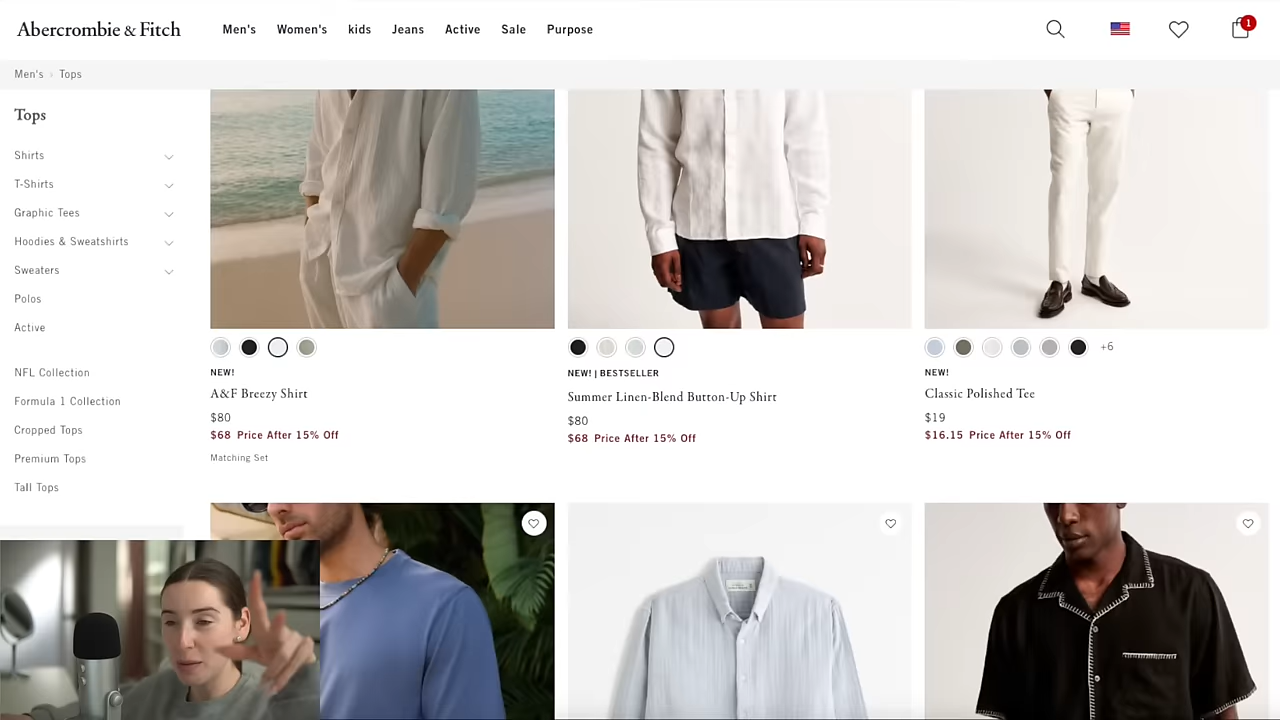 Abercrombie & Fitch
Men's Women's kids Jeans Active Sale Purpose
1
Men's › Tops
Tops
Shirts
T-Shirts
Graphic Tees
Hoodies & Sweatshirts
Sweaters
Polos
Active
NFL Collection
Formula 1 Collection
Cropped Tops
Premium Tops
Tall Tops
NEW!
A&F Breezy Shirt
$80
$68 Price After 15% Off
Matching Set
NEW! | BESTSELLER
Summer Linen-Blend Button-Up Shirt
$80
$68 Price After 15% Off
+6
NEW!
Classic Polished Tee
$19
$16.15 Price After 15% Off